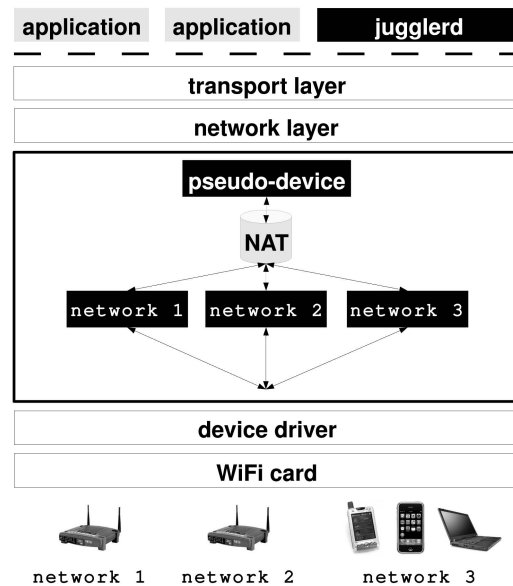 application application jugglerd
transport layer
network layer
pseudo-device
NAT
network 1 network 2 network 3
device driver
WiFi card
network 1 network 2 network 3